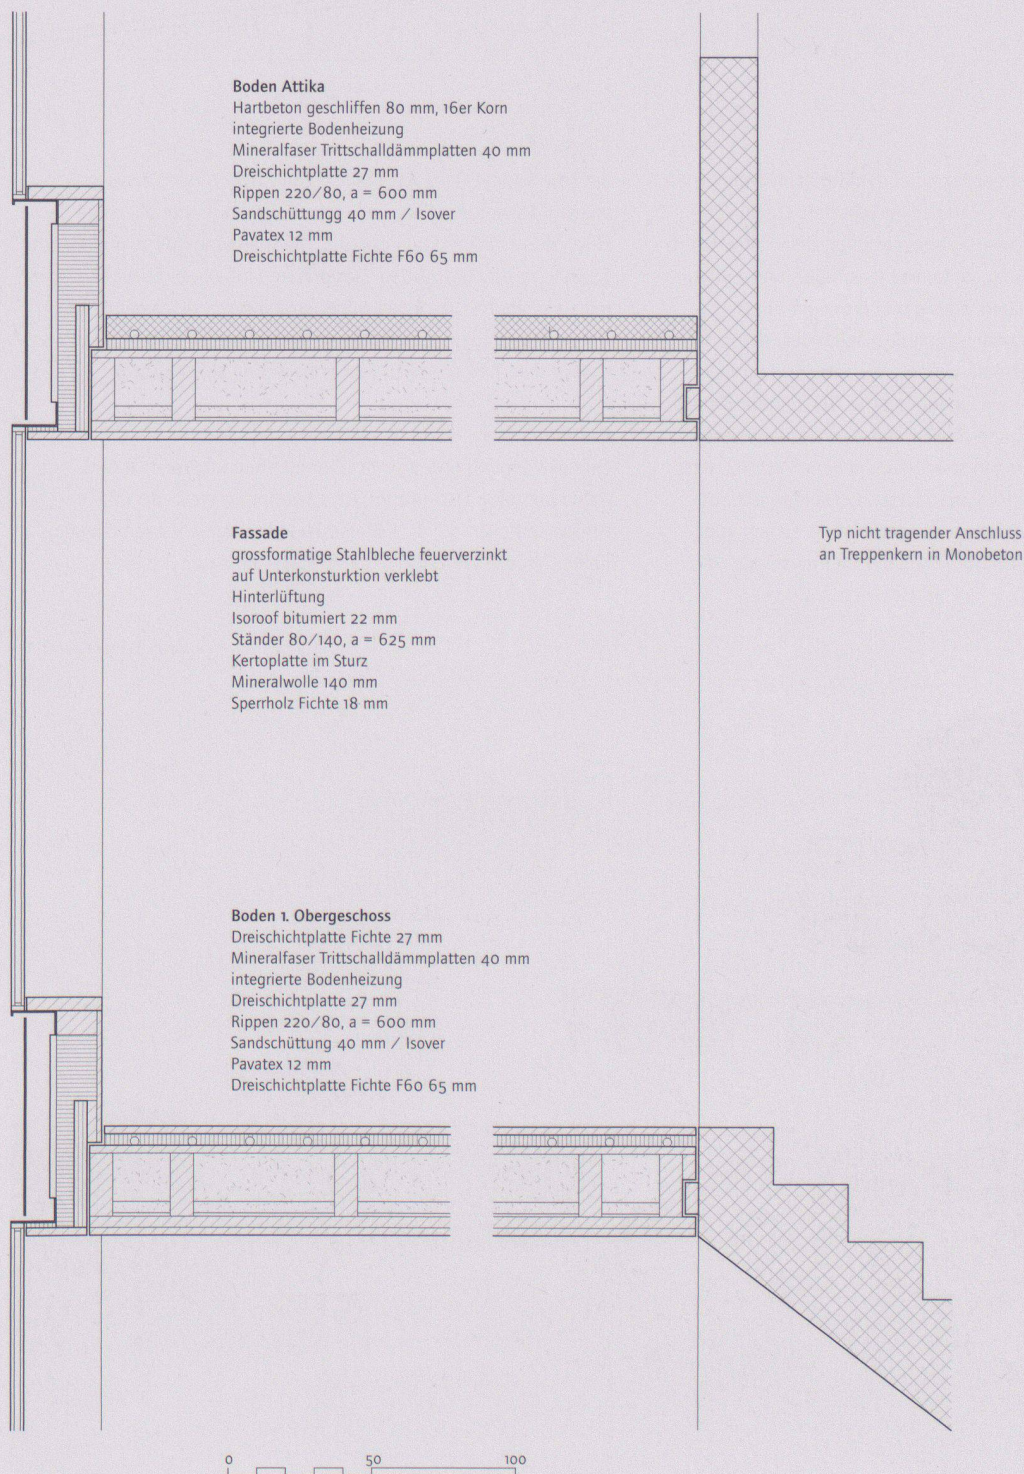 Boden Attika
Hartbeton geschliffen 80 mm, 16er Korn
integrierte Bodenheizung
Mineralfaser Trittschalldämmplatten 40 mm
Dreischichtplatte 27 mm
Rippen 220/80, a = 600 mm
Sandschüttungg 40 mm / Isover
Pavatex 12 mm
Dreischichtplatte Fichte F60 65 mm
Fassade
grossformatige Stahlbleche feuerverzinkt
auf Unterkonsturktion verklebt
Hinterlüftung
Isoroof bitumiert 22 mm
Ständer 80/140, a = 625 mm
Kertoplatte im Sturz
Mineralwolle 140 mm
Sperrholz Fichte 18 mm
Typ nicht tragender Anschluss
an Treppenkern in Monobeton
Boden 1. Obergeschoss
Dreischichtplatte Fichte 27 mm
Mineralfaser Trittschalldämmplatten 40 mm
integrierte Bodenheizung
Dreischichtplatte 27 mm
Rippen 220/80, a = 600 mm
Sandschüttung 40 mm / Isover
Pavatex 12 mm
Dreischichtplatte Fichte F60 65 mm
0 50 100